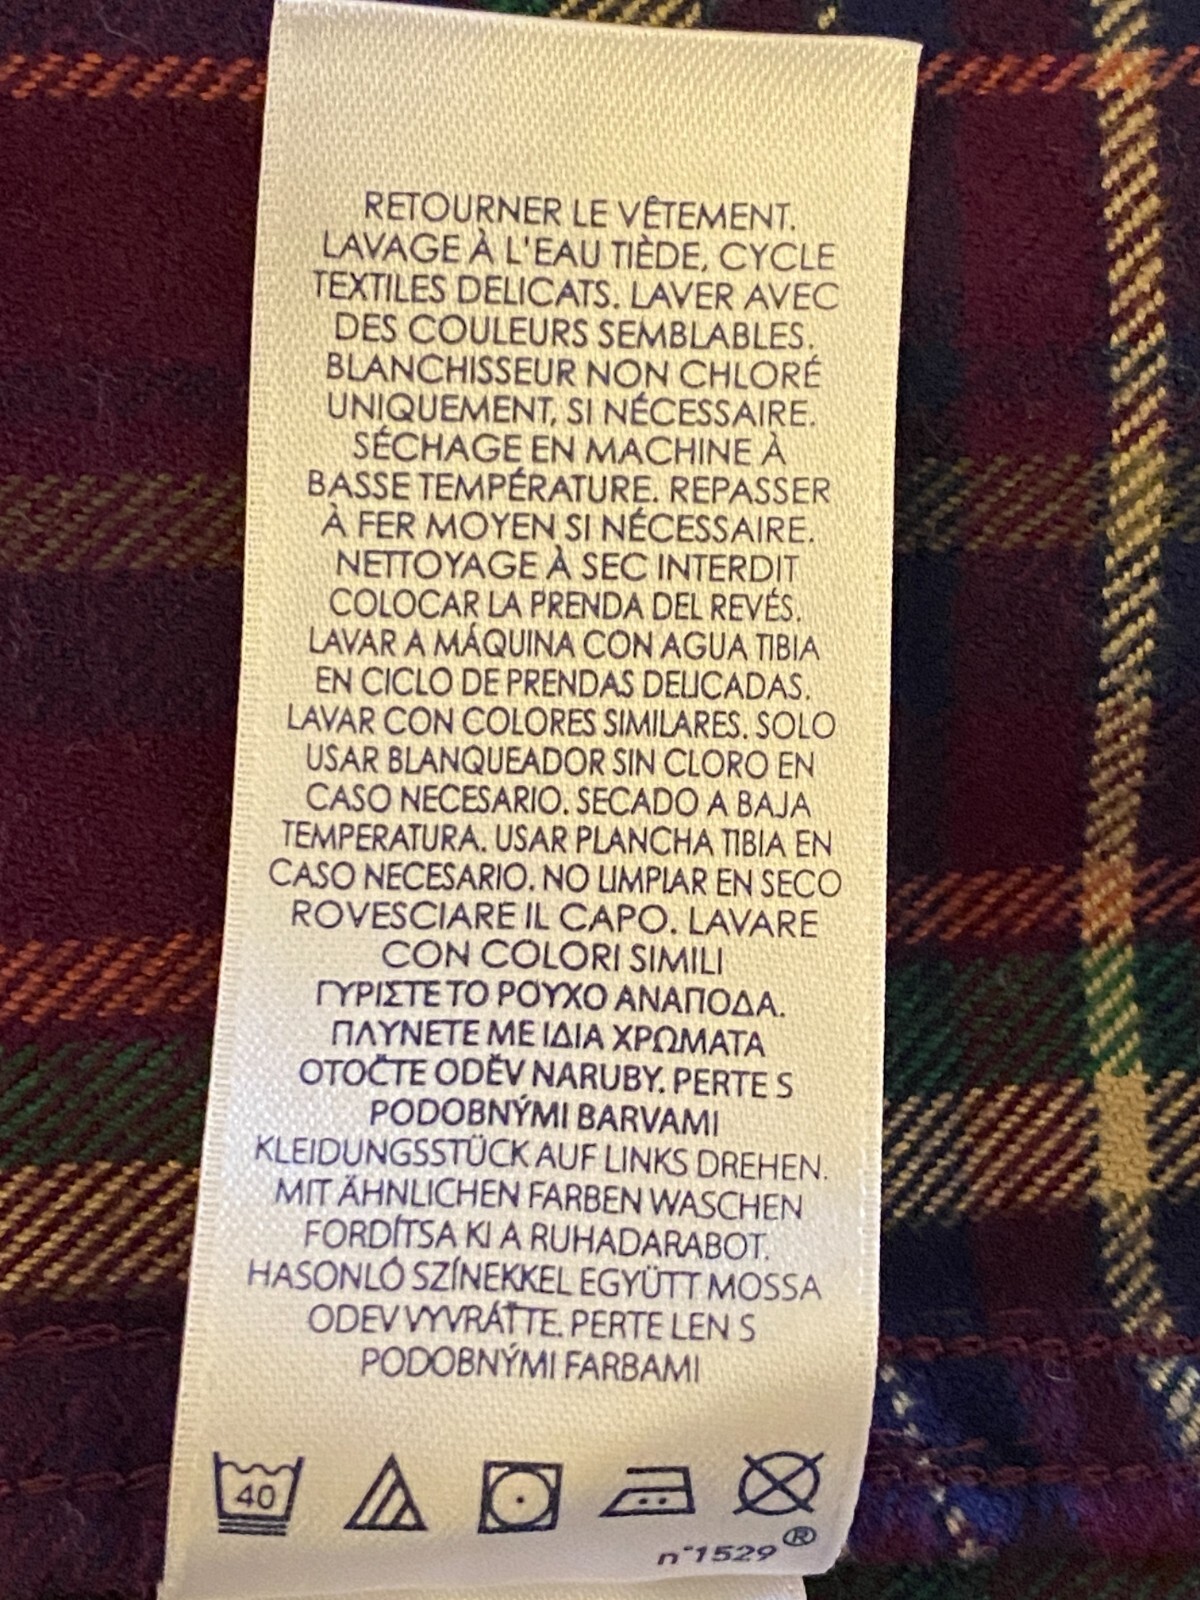 RETOURNER LE VÊTEMENT.
LAVAGE À L'EAU TIÈDE, CYCLE
TEXTILES DELICATS. LAVER AVEC
DES COULEURS SEMBLABLES.
BLANCHISSEUR NON CHLORÉ
UNIQUEMENT, SI NÉCESSAIRE.
SÉCHAGE EN MACHINE À
BASSE TEMPÉRATURE. REPASSER
À FER MOYEN SI NÉCESSAIRE.
NETTOYAGE À SEC INTERDIT
COLOCAR LA PRENDA DEL REVÉS.
LAVAR A MÁQUINA CON AGUA TIBIA
EN CICLO DE PRENDAS DELICADAS.
LAVAR CON COLORES SIMILARES. SOLO
USAR BLANQUEADOR SIN CLORO EN
CASO NECESARIO. SECADO A BAJA
TEMPERATURA. USAR PLANCHA TIBIA EN
CASO NECESARIO. NO LIMPIAR EN SECO
ROVESCIARE IL CAPO. LAVARE
CON COLORI SIMILI
ΓΥΡΙΣΤΕ ΤΟ ΡΟΥΧΟ ΑΝΑΠΟΔΑ.
ΠΛΥΝΕΤΕ ΜΕ ΙΔΙΑ ΧΡΩΜΑΤΑ
OTOČTE ODĚV NARUBY. PERTE S
PODOBNÝMI BARVAMI
KLEIDUNGSSTÜCK AUF LINKS DREHEN.
MIT ÄHNLICHEN FARBEN WASCHEN
FORDÍTSA KI A RUHADARABOT.
HASONLÓ SZÍNEKKEL EGYÜTT MOSSA
ODEV VYVRÁŤTE. PERTE LEN S
PODOBNÝMI FARBAMI
40
n°1529®